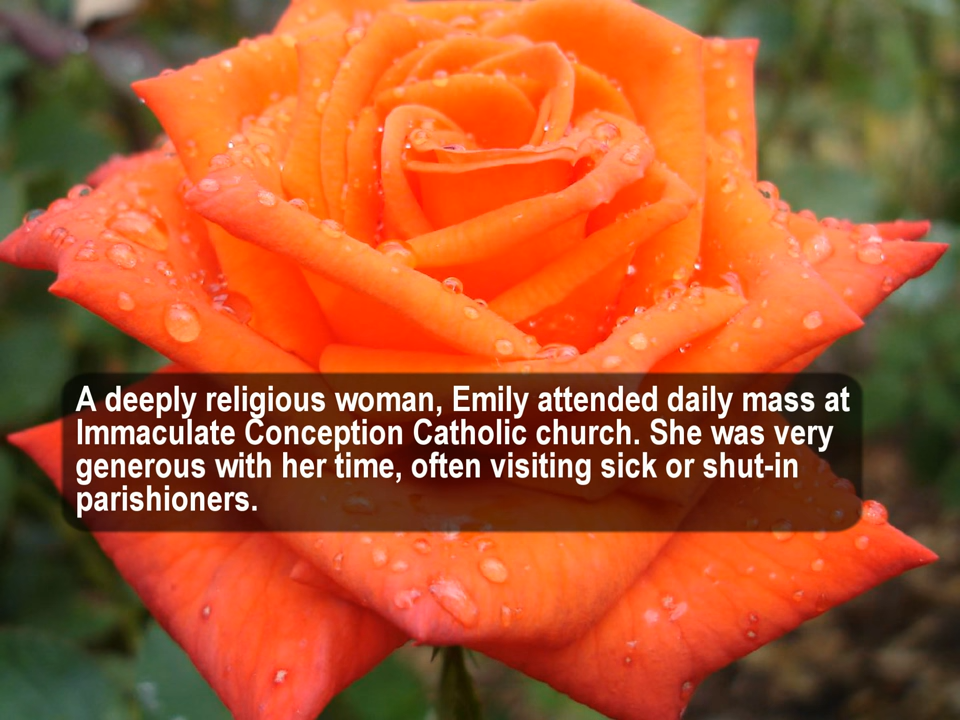 A deeply religious woman, Emily attended daily mass at
Immaculate Conception Catholic church. She was very
generous with her time, often visiting sick or shut-in
parishioners.